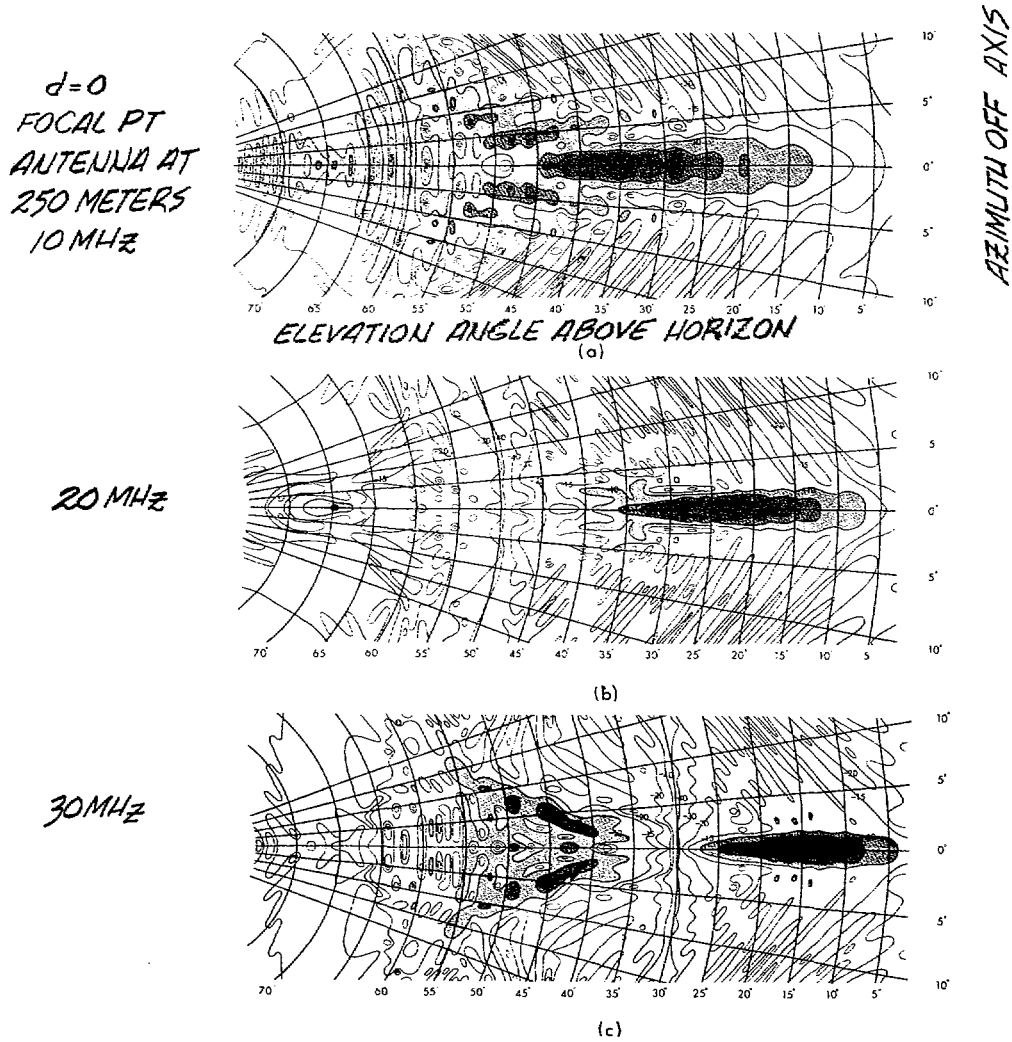 d=0
FOCAL PT
ANTENNA AT
250 METERS
10 MHz
AZIMUTU OFF AXIS
10°
5°
0°
5°
10°
70° 65° 60° 55° 50° 45° 40° 35° 30° 25° 20° 15° 10° 5°
ELEVATION ANGLE ABOVE HORIZON
(a)
20 MHz
10°
5
0°
5°
10°
70° 65 60° 55° 50° 45° 40° 35° 30° 25° 20° 15° 10° 5
(b)
30 MHz
10°
5°
0°
5°
10°
70° 60 55° 50° 45° 40° 35° 30° 25° 20° 15° 10° 5°
(c)